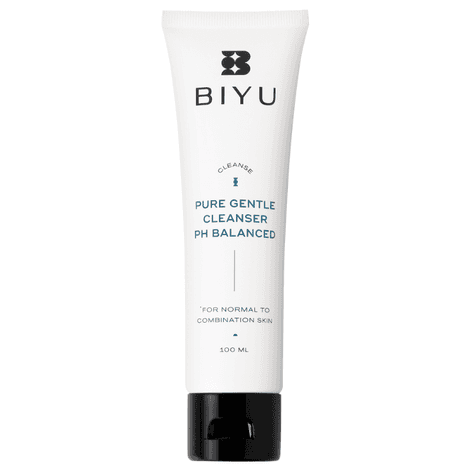 BIYU
CLEANSE
PURE GENTLE
CLEANSER
PH BALANCED
*FOR NORMAL TO
COMBINATION SKIN
100 ML